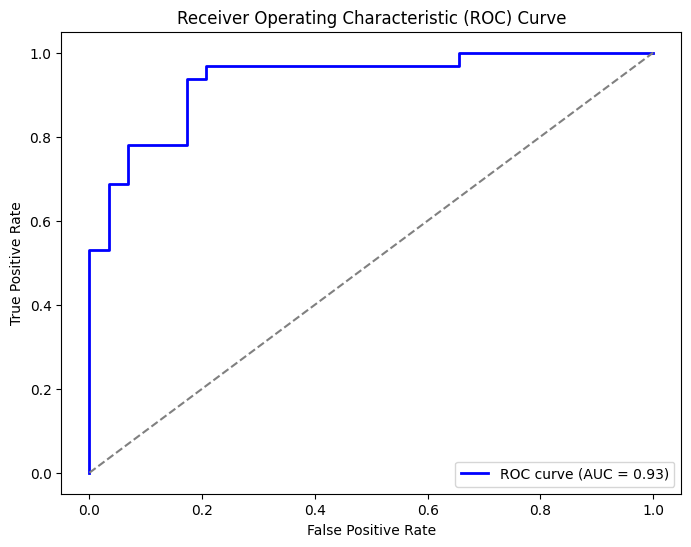 Receiver Operating Characteristic (ROC) Curve
True Positive Rate
1.0
0.8
0.6
0.4
0.2
0.0
0.0 0.2 0.4 0.6 0.8 1.0
False Positive Rate
ROC curve (AUC = 0.93)